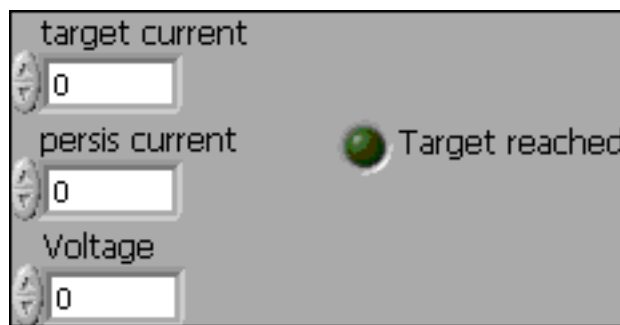 target current
0
persis current
0
Target reached
Voltage
0